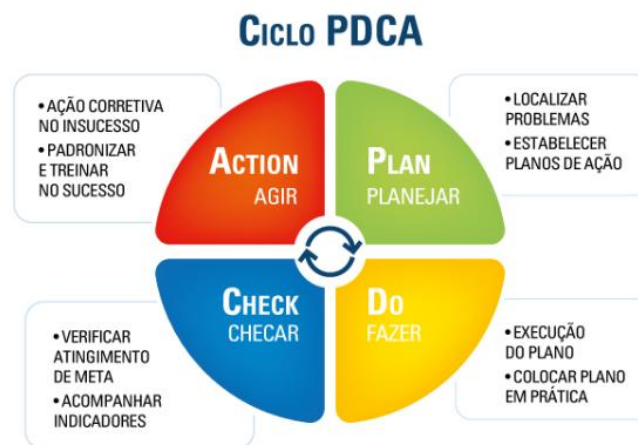 CICLO PDCA
• AÇÃO CORRETIVA
NO INSUCESSO
• PADRONIZAR
E TREINAR
NO SUCESSO
ACTION
AGIR
PLAN
PLANEJAR
• LOCALIZAR
PROBLEMAS
• ESTABELECER
PLANOS DE AÇÃO
• VERIFICAR
ATINGIMENTO
DE META
• ACOMPANHAR
INDICADORES
CHECK
CHECAR
DO
FAZER
• EXECUÇÃO
DO PLANO
• COLOCAR PLANO
EM PRÁTICA